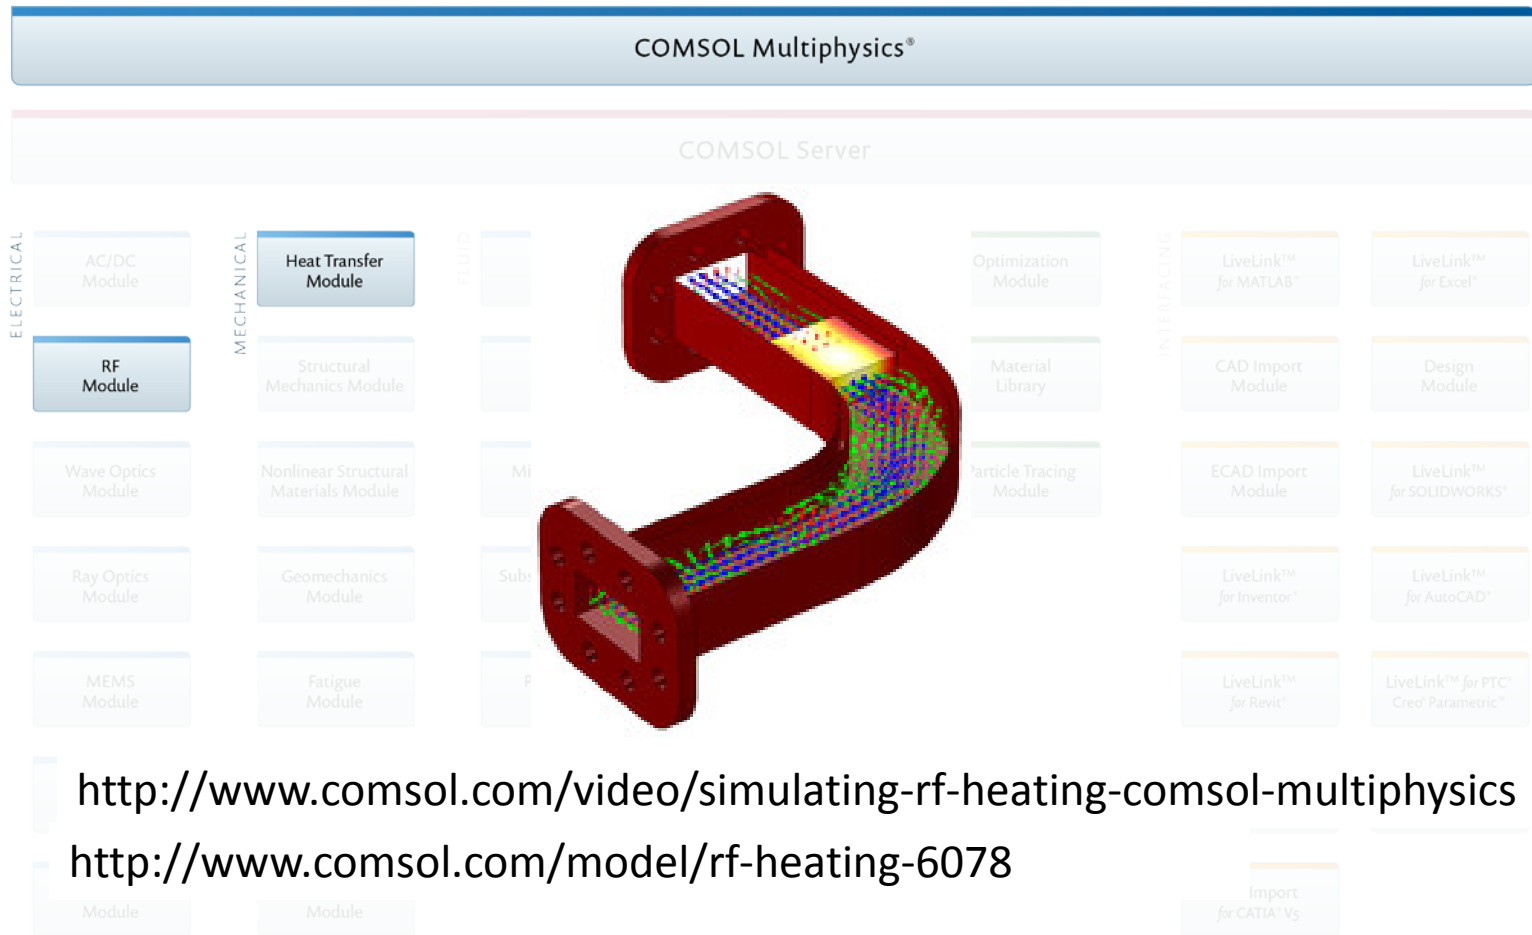 COMSOL Multiphysics®
COMSOL Server
ELECTRICAL
AC/DC
Module
RF
Module
Wave Optics
Module
Ray Optics
Module
MEMS
Module
Module
MECHANICAL
Heat Transfer
Module
Structural
Mechanics Module
Nonlinear Structural
Materials Module
Geomechanics
Module
Fatigue
Module
Module
FLUID
Mi
Subs
P
Optimization
Module
Material
Library
Particle Tracing
Module
INTERFACING
LiveLink™
for MATLAB®
CAD Import
Module
ECAD Import
Module
LiveLink™
for Inventor®
LiveLink™
for Revit®
Import
for CATIA® V5
LiveLink™
for Excel®
Design
Module
LiveLink™
for SOLIDWORKS®
LiveLink™
for AutoCAD®
LiveLink™ for PTC®
Creo® Parametric™
http://www.comsol.com/video/simulating-rf-heating-comsol-multiphysics
http://www.comsol.com/model/rf-heating-6078